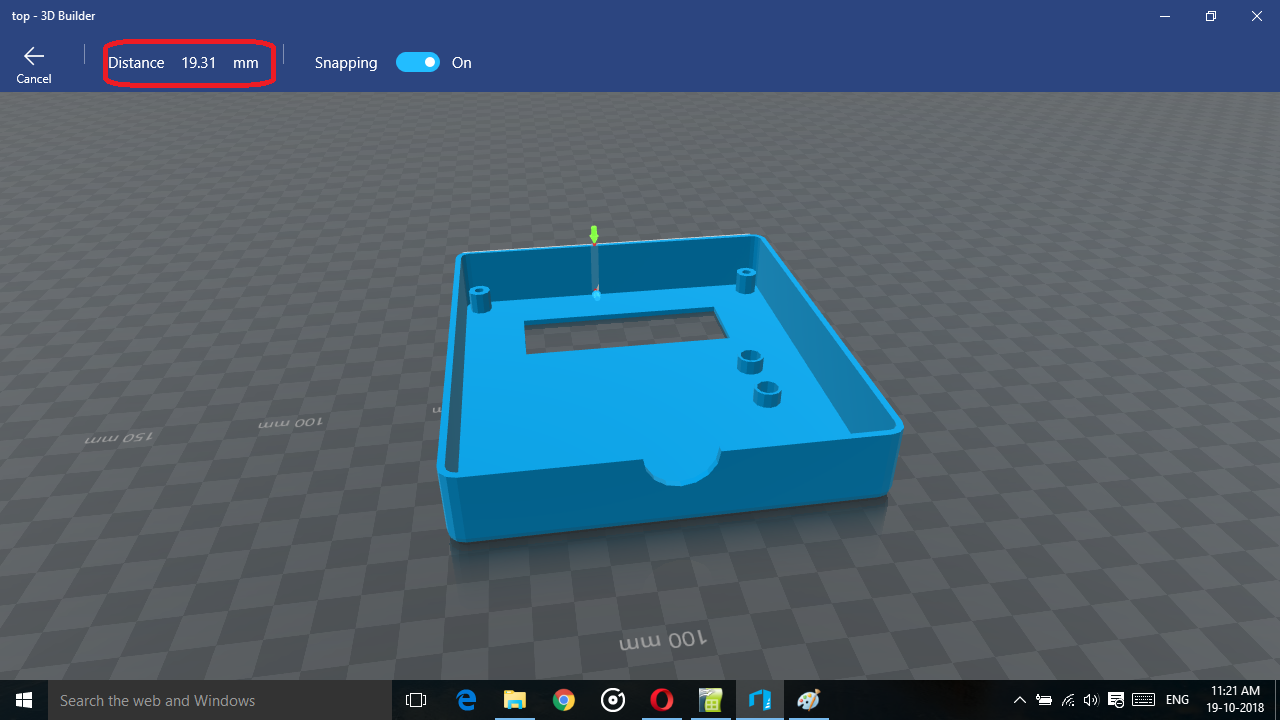 top - 3D Builder
Cancel
Distance 19.31 mm
Snapping On
150 mm
100 mm
100 mm
Search the web and Windows
ENG
11:21 AM
19-10-2018